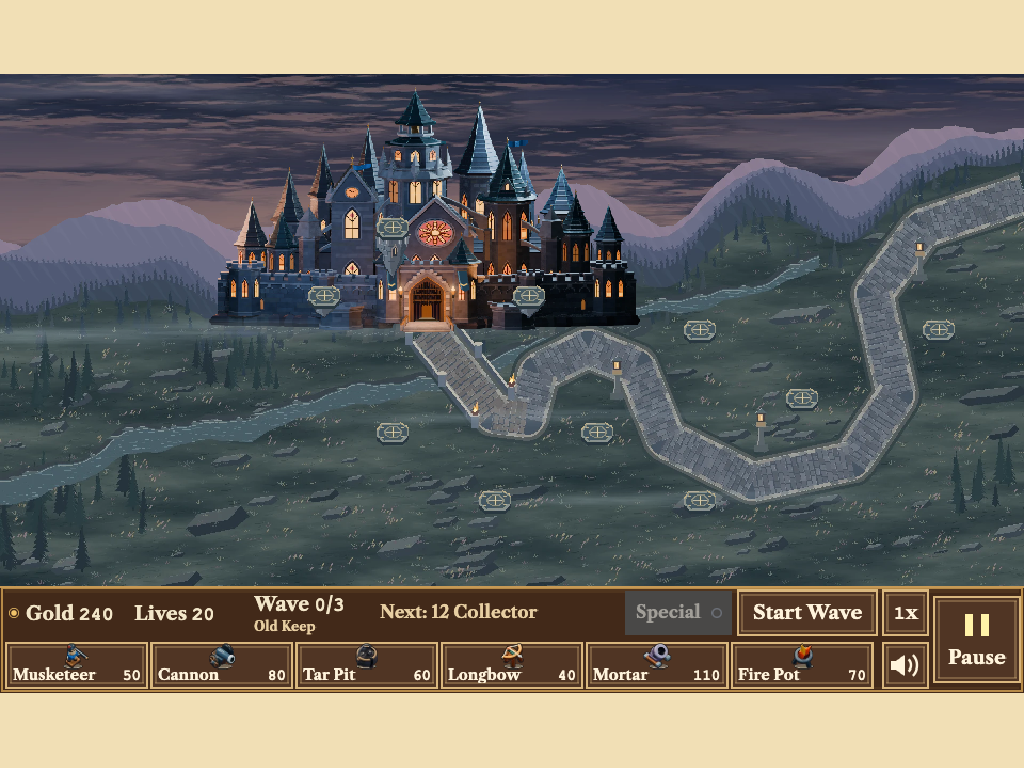 Gold 240
Lives 20
Wave 0/3
Old Keep
Next: 12 Collector
Special
Start Wave
1x
Pause
Musketeer 50
Cannon 80
Tar Pit 60
Longbow 40
Mortar 110
Fire Pot 70